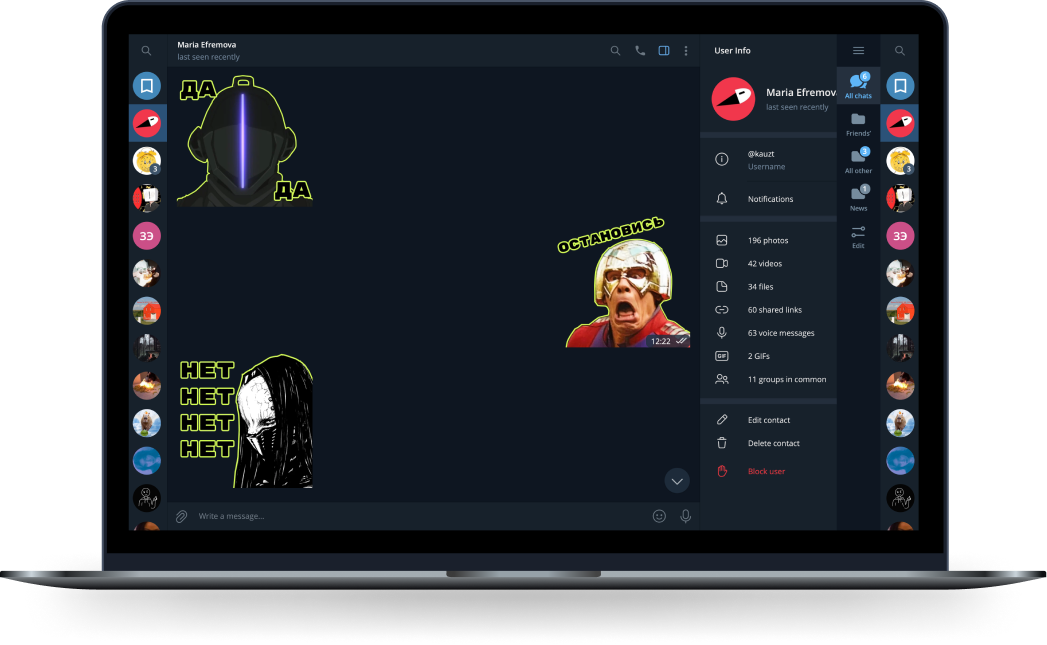 Maria Efremova
last seen recently
ДА
ДА
ОСТАНОВИСЬ
12:22
НЕТ
НЕТ
НЕТ
НЕТ
Write a message...
User Info
Maria Efremov
last seen recently
@kauzt
Username
Notifications
196 photos
42 videos
34 files
60 shared links
63 voice messages
GIF
2 GIFs
11 groups in common
Edit contact
Delete contact
Block user
6
All chats
Friends'
3
All other
1
News
Edit
3
ЗЭ
3
ЗЭ